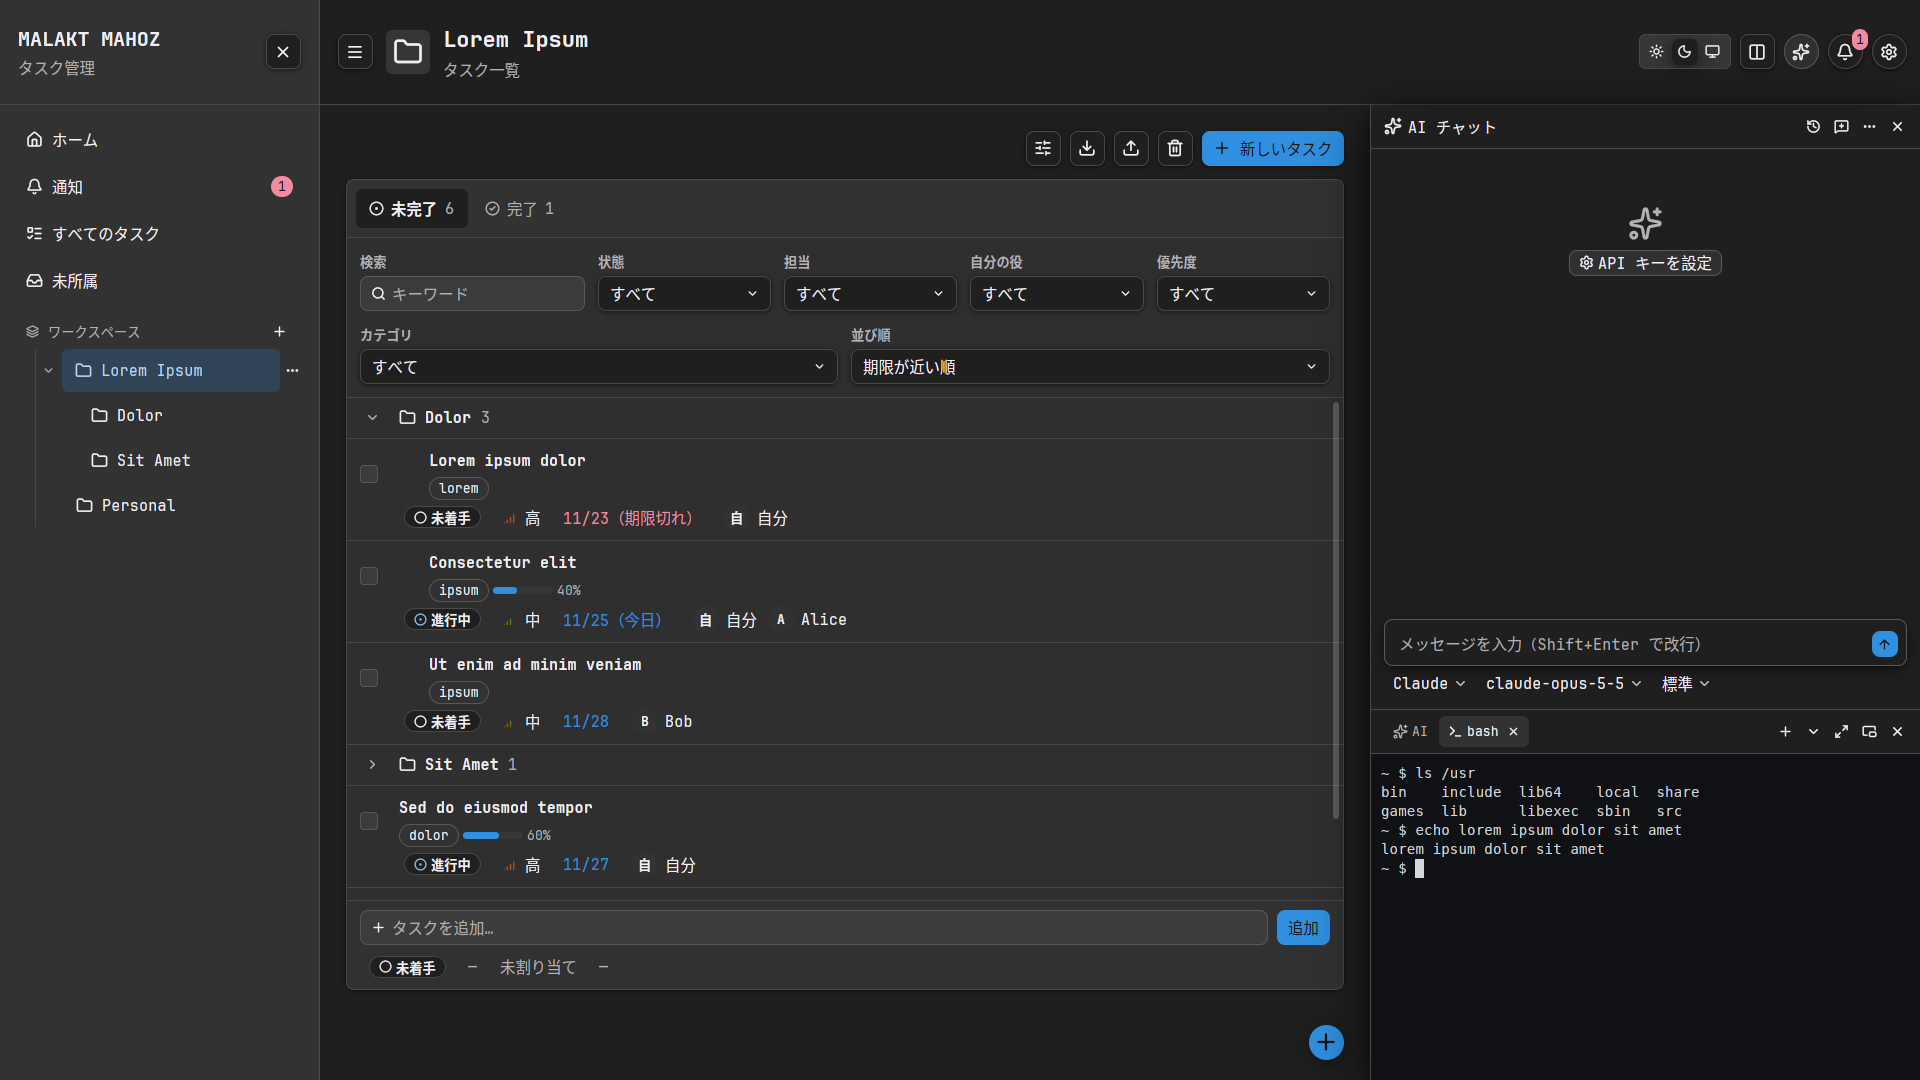 MALAKT MAHOZ
タスク管理
ホーム
通知 1
すべてのタスク
未所属
ワークスペース
Lorem Ipsum
Dolor
Sit Amet
Personal
Lorem Ipsum
タスク一覧
1
新しいタスク
未完了 6 完了 1
検索 状態 担当 自分の役 優先度
キーワード すべて すべて すべて すべて
カテゴリ 並び順
すべて 期限が近い順
Dolor 3
Lorem ipsum dolor
lorem
未着手 高 11/23（期限切れ） 自 自分
Consectetur elit
ipsum 40%
進行中 中 11/25（今日） 自 自分 A Alice
Ut enim ad minim veniam
ipsum
未着手 中 11/28 B Bob
Sit Amet 1
Sed do eiusmod tempor
dolor 60%
進行中 高 11/27 自 自分
タスクを追加… 追加
未着手 — 未割り当て —
AI チャット
API キーを設定
メッセージを入力（Shift+Enter で改行）
Claude claude-opus-5-5 標準
AI bash
~ $ ls /usr
bin include lib64 local share
games lib libexec sbin src
~ $ echo lorem ipsum dolor sit amet
lorem ipsum dolor sit amet
~ $